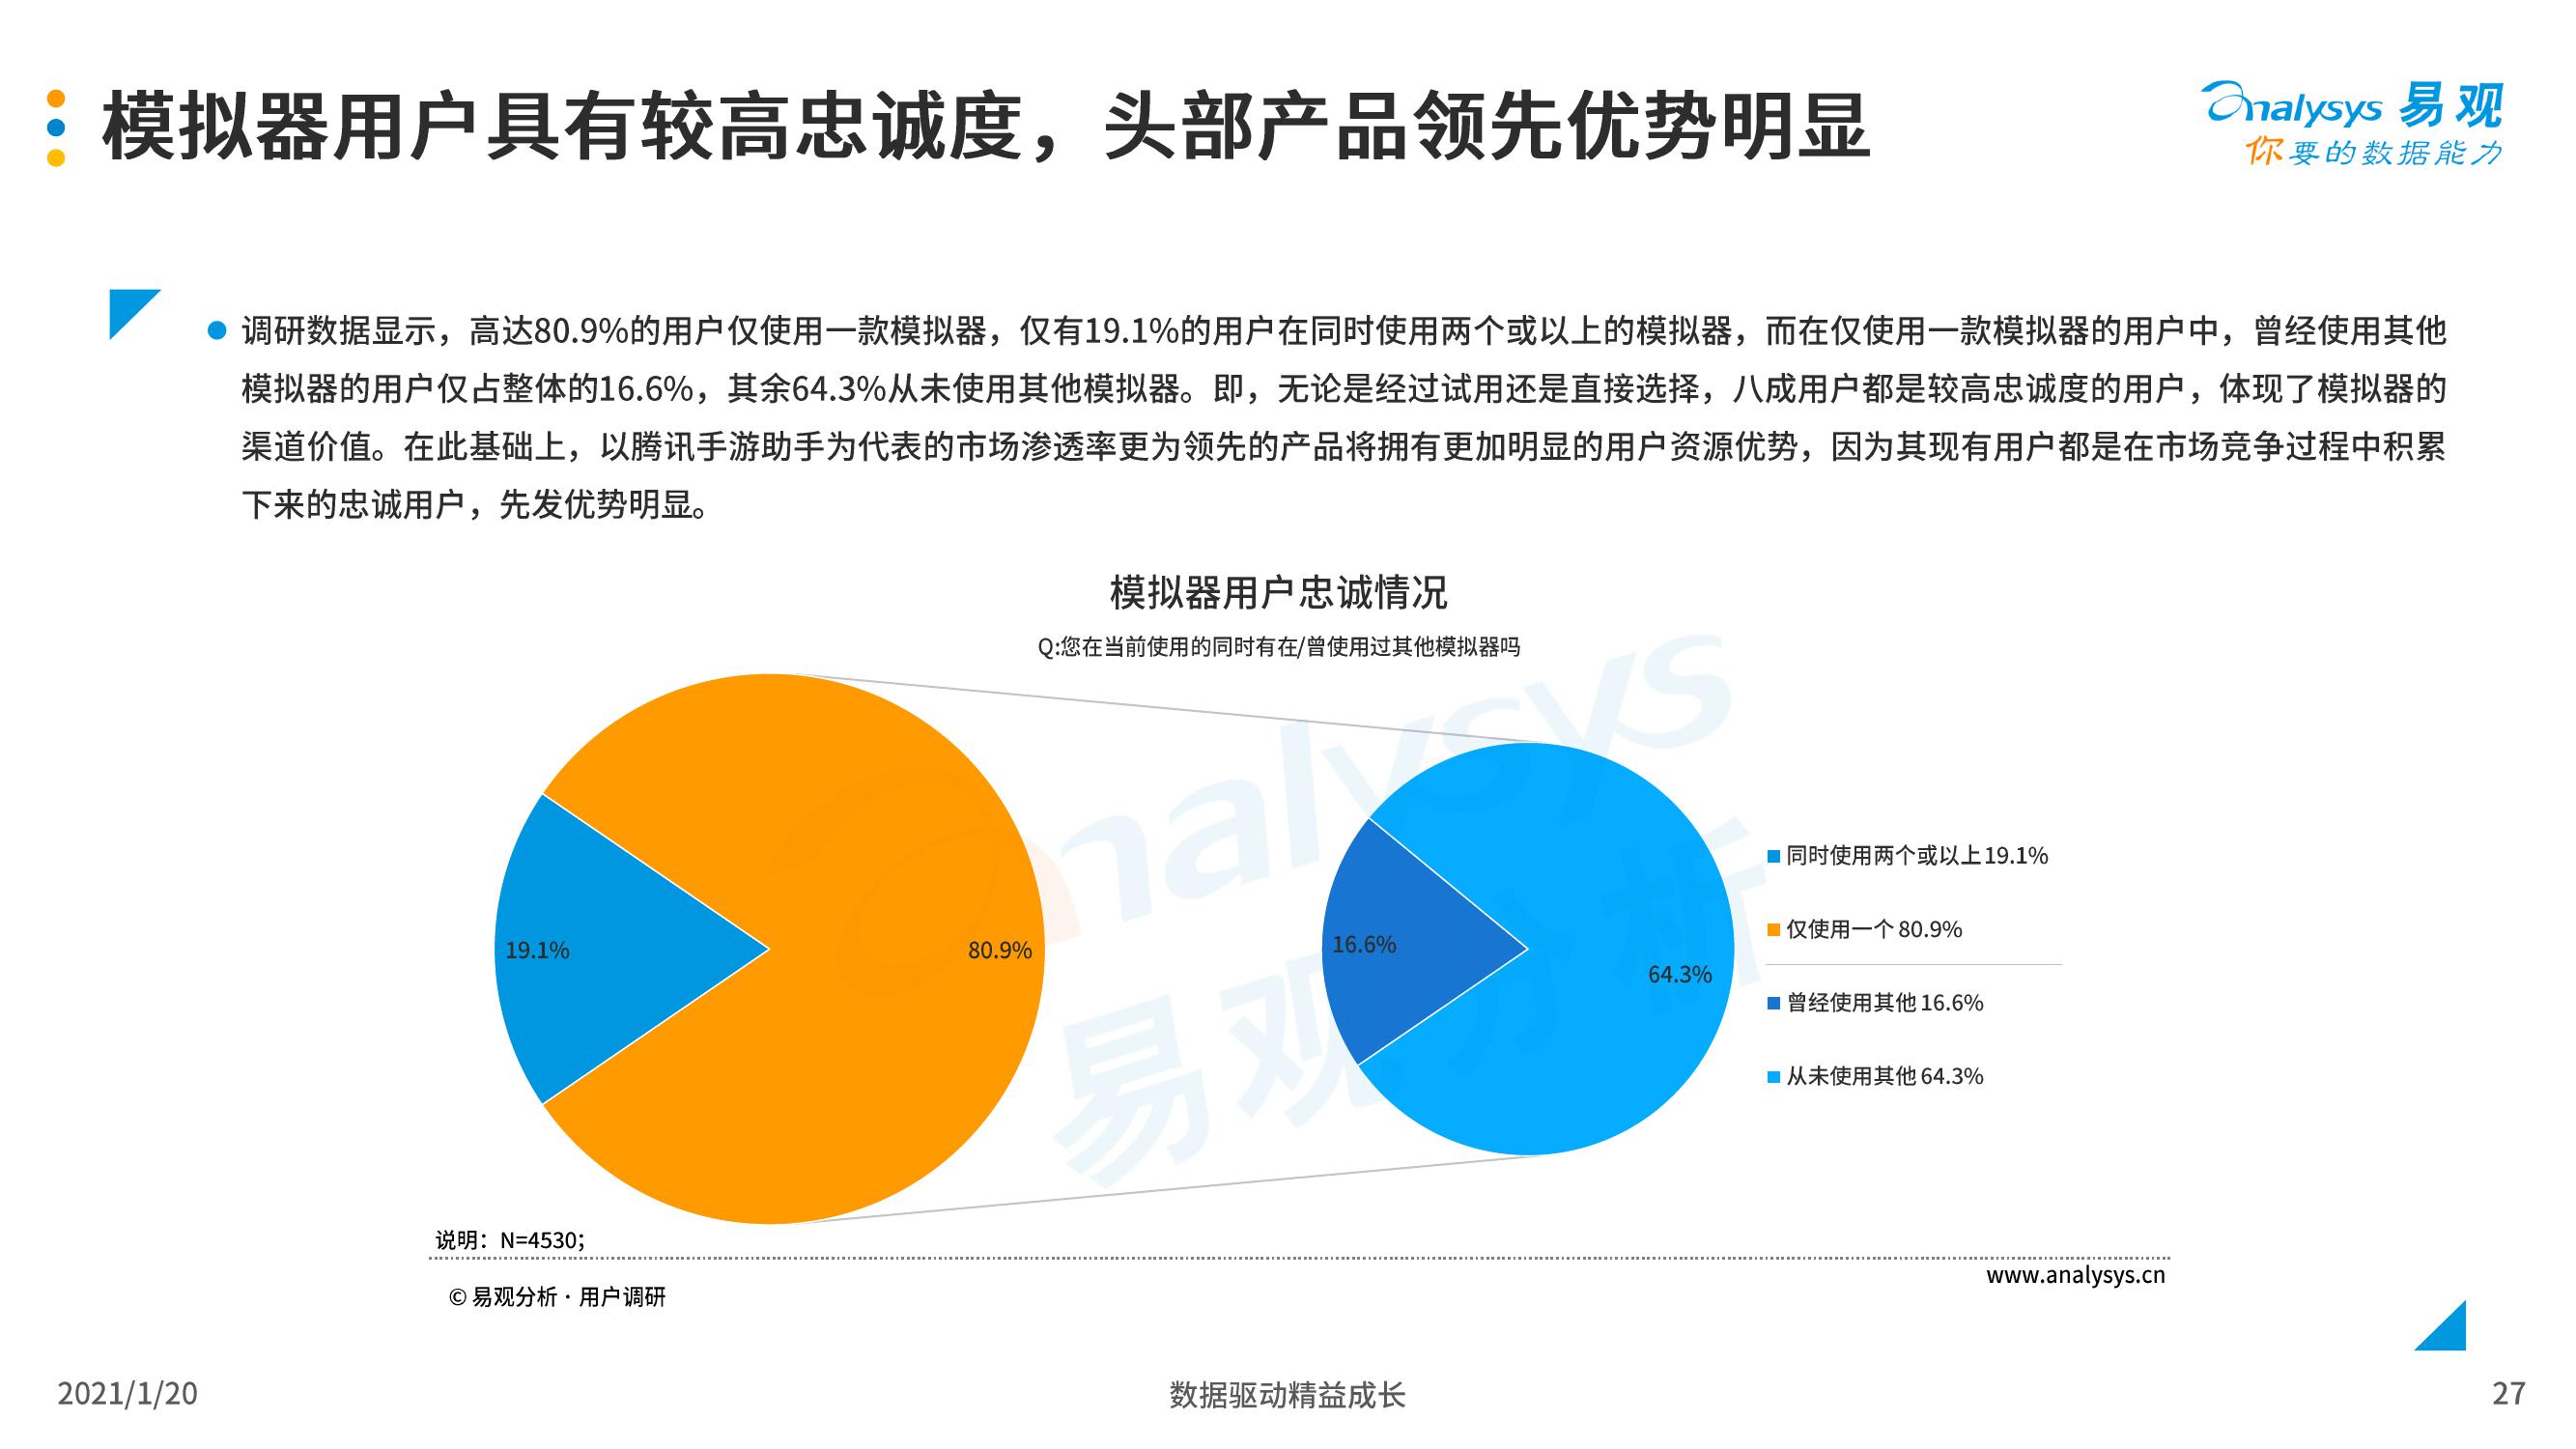 模拟器用户具有较高忠诚度，头部产品领先优势明显
analysys 易观
你要的数据能力
调研数据显示，高达80.9%的用户仅使用一款模拟器，仅有19.1%的用户在同时使用两个或以上的模拟器，而在仅使用一款模拟器的用户中，曾经使用其他
模拟器的用户仅占整体的16.6%，其余64.3%从未使用其他模拟器。即，无论是经过试用还是直接选择，八成用户都是较高忠诚度的用户，体现了模拟器的
渠道价值。在此基础上，以腾讯手游助手为代表的市场渗透率更为领先的产品将拥有更加明显的用户资源优势，因为其现有用户都是在市场竞争过程中积累
下来的忠诚用户，先发优势明显。
模拟器用户忠诚情况
Q:您在当前使用的同时有在/曾使用过其他模拟器吗
analysys
易观分析
19.1%
80.9%
16.6%
64.3%
同时使用两个或以上 19.1%
仅使用一个 80.9%
曾经使用其他 16.6%
从未使用其他 64.3%
说明：N=4530；
www.analysys.cn
© 易观分析 · 用户调研
2021/1/20
数据驱动精益成长
27